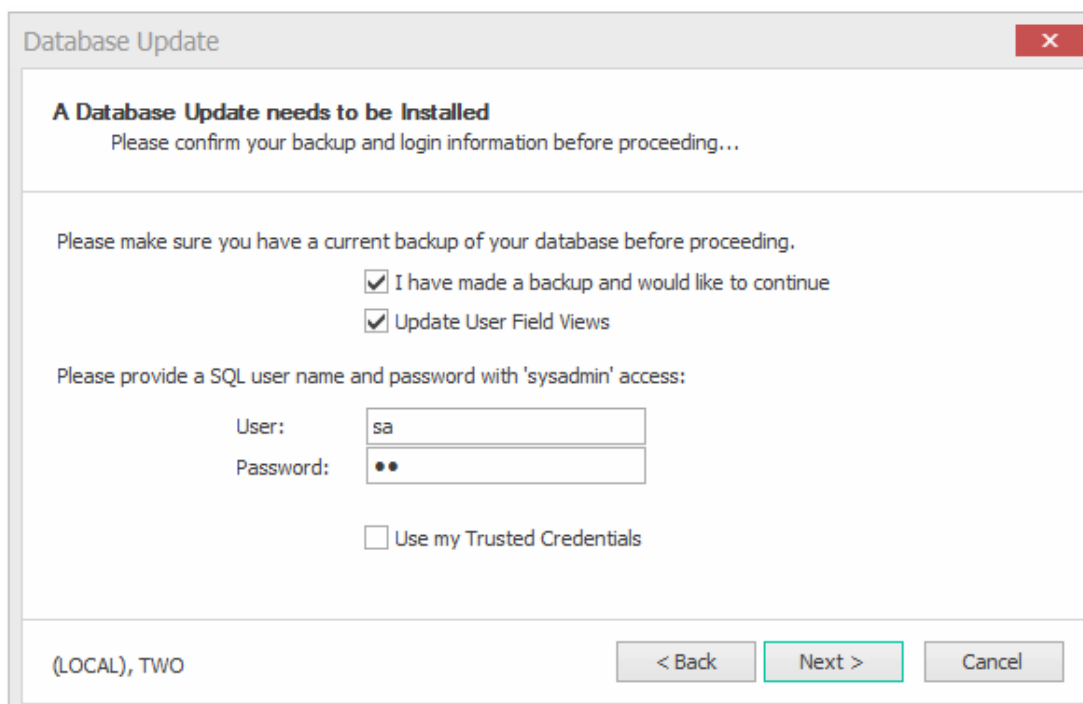 Database Update
A Database Update needs to be Installed
Please confirm your backup and login information before proceeding...
Please make sure you have a current backup of your database before proceeding.
I have made a backup and would like to continue
Update User Field Views
Please provide a SQL user name and password with 'sysadmin' access:
User: sa
Password: ●●
Use my Trusted Credentials
(LOCAL), TWO < Back Next > Cancel